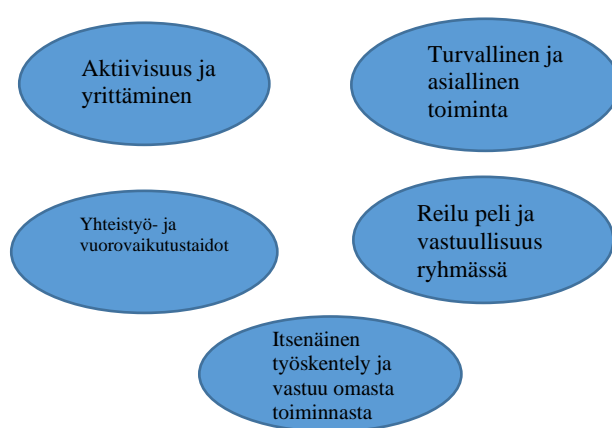 Aktiivisuus ja
yrittäminen
Turvallinen ja
asiallinen
toiminta
Yhteistyö- ja
vuorovaikutustaidot
Reilu peli ja
vastuullisuus
ryhmässä
Itsenäinen
työskentely ja
vastuu omasta
toiminnasta